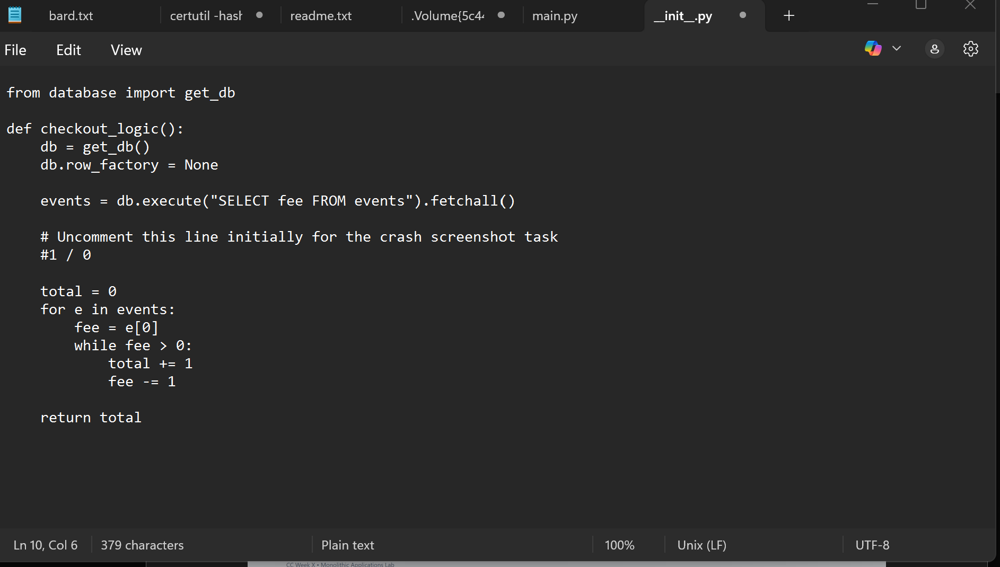 bard.txt
certutil -hash
readme.txt
.Volume{5c44
main.py
__init__.py
File Edit View
from database import get_db
def checkout_logic():
    db = get_db()
    db.row_factory = None
    events = db.execute("SELECT fee FROM events").fetchall()
    # Uncomment this line initially for the crash screenshot task
    #1 / 0
    total = 0
    for e in events:
        fee = e[0]
        while fee > 0:
            total += 1
            fee -= 1
    return total
Ln 10, Col 6 379 characters Plain text 100% Unix (LF) UTF-8
CC Week X • Monolithic Applications Lab